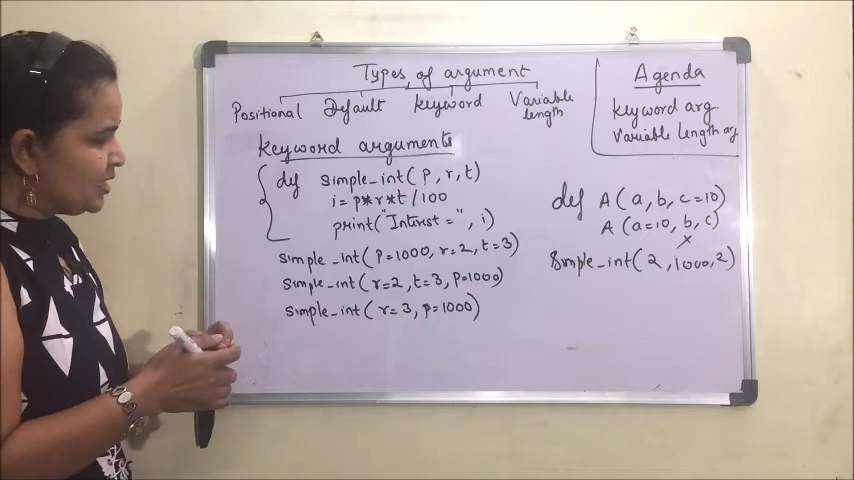 Types of argument
Positional Default Keyword Variable length
Keyword arguments
def simple_int(P, r, t)
i = p*r*t/100
print("Interest =", i)
simple_int(P=1000, r=2, t=3)
simple_int(r=2, t=3, P=1000)
simple_int(r=3, p=1000)
Agenda
Keyword arg.
Variable Length arg
def A(a, b, c=10)
A(a=10, b, c)
x
Simple_int(2, 1000, 2)